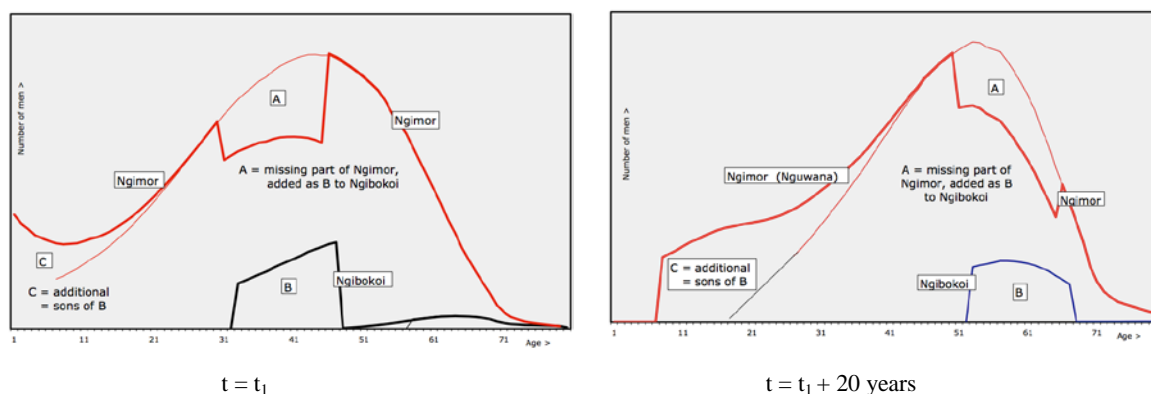 Number of men >
A
Ngimor
Ngimor
A = missing part of Ngimor,
added as B to Ngibokoi
C
C = additional
= sons of B
B
Ngibokoi
1 11 21 31 41 51 61 71 Age >
t = t1
Number of men >
A
Ngimor (Nguwana)
A = missing part of
Ngimor, added as B
to Ngibokoi
Ngimor
C = additional
= sons of B
Ngibokoi
B
1 11 21 31 41 51 61 71 Age >
t = t1 + 20 years